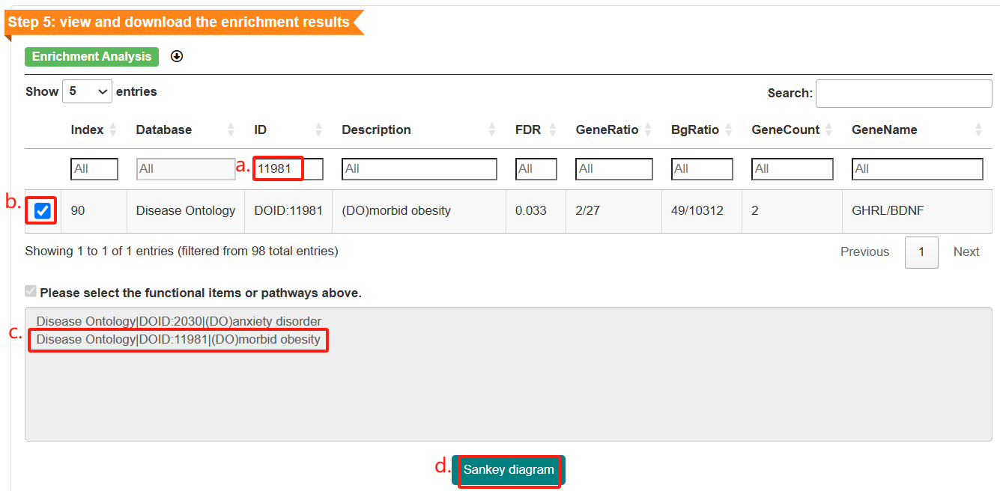 Step 5: view and download the enrichment results
Enrichment Analysis
Show 5 entries
Search:
Index Database ID Description FDR GeneRatio BgRatio GeneCount GeneName
All All a. 11981 All All All All All All
b. 90 Disease Ontology DOID:11981 (DO)morbid obesity 0.033 2/27 49/10312 2 GHRL/BDNF
Showing 1 to 1 of 1 entries (filtered from 98 total entries)
Previous 1 Next
Please select the functional items or pathways above.
Disease Ontology|DOID:2030|(DO)anxiety disorder
c. Disease Ontology|DOID:11981|(DO)morbid obesity
d. Sankey diagram